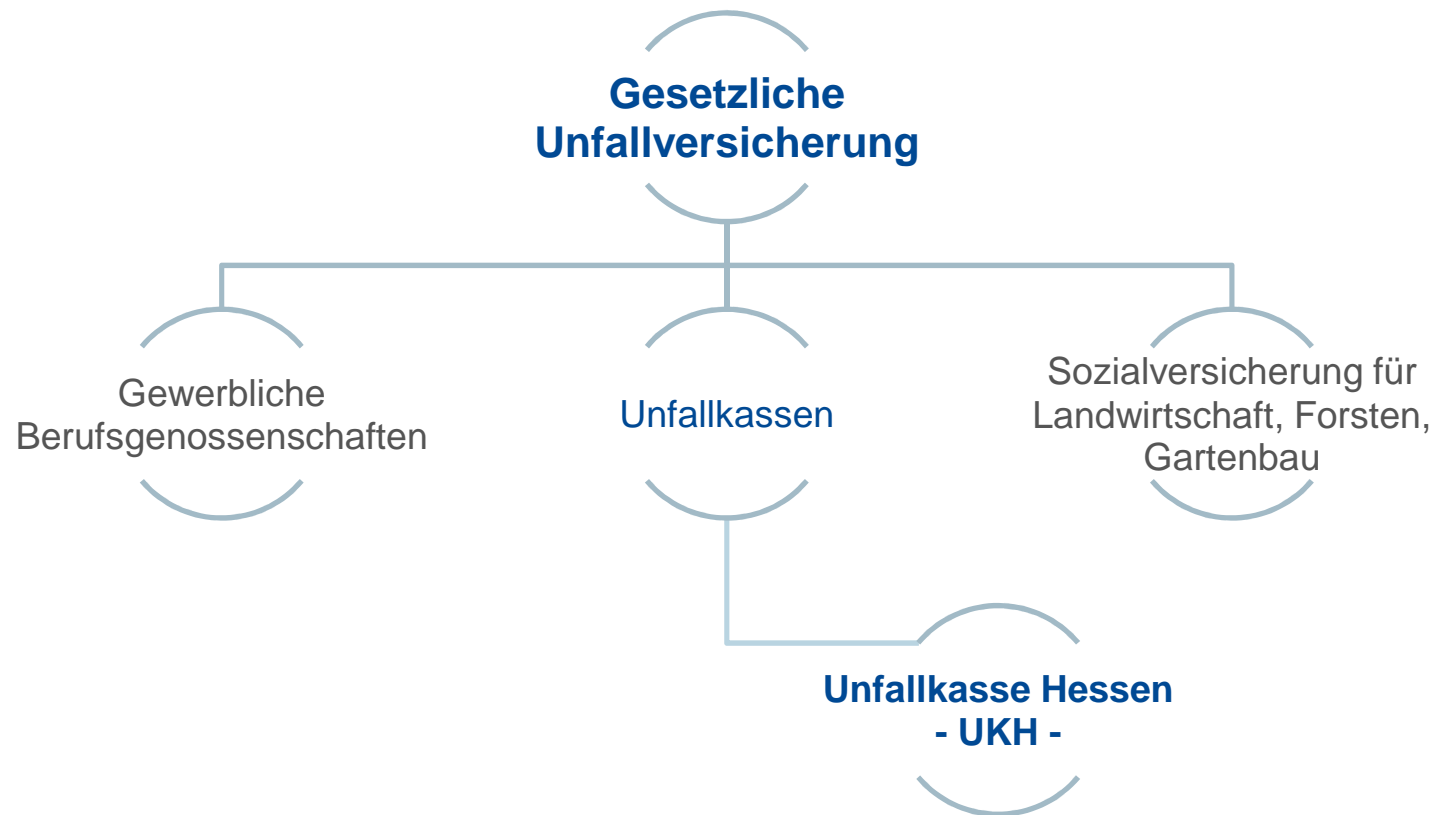 Gesetzliche
Unfallversicherung
Gewerbliche
Berufsgenossenschaften
Unfallkassen
Sozialversicherung für
Landwirtschaft, Forsten,
Gartenbau
Unfallkasse Hessen
- UKH -